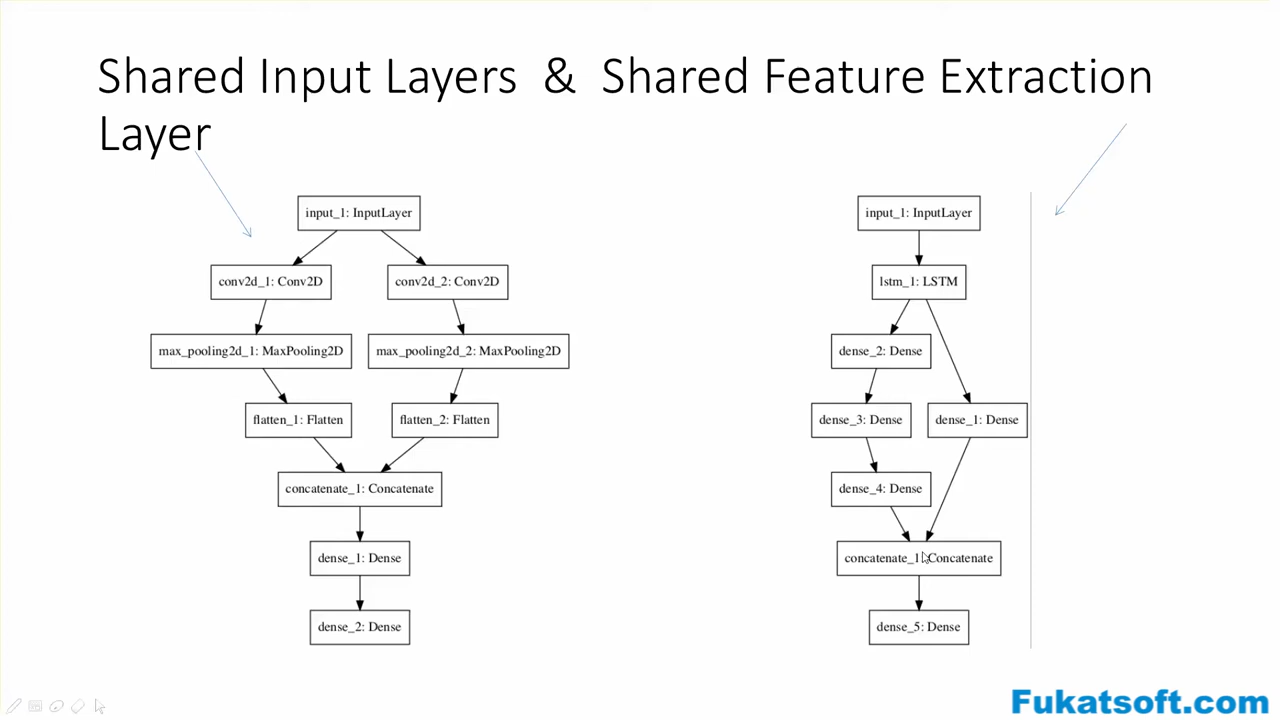 Shared Input Layers & Shared Feature Extraction
Layer
input_1: InputLayer
conv2d_1: Conv2D
conv2d_2: Conv2D
max_pooling2d_1: MaxPooling2D
max_pooling2d_2: MaxPooling2D
flatten_1: Flatten
flatten_2: Flatten
concatenate_1: Concatenate
dense_1: Dense
dense_2: Dense
input_1: InputLayer
lstm_1: LSTM
dense_2: Dense
dense_3: Dense
dense_1: Dense
dense_4: Dense
concatenate_1: Concatenate
dense_5: Dense
Fukatsoft.com